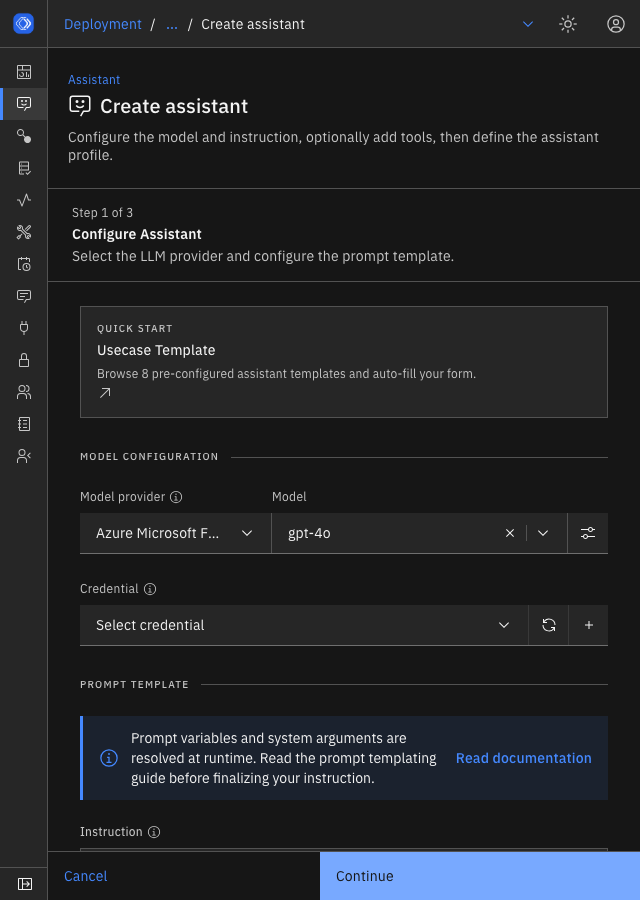 Deployment / ... / Create assistant
Assistant
Create assistant
Configure the model and instruction, optionally add tools, then define the assistant
profile.
Step 1 of 3
Configure Assistant
Select the LLM provider and configure the prompt template.
QUICK START
Usecase Template
Browse 8 pre-configured assistant templates and auto-fill your form.
MODEL CONFIGURATION
Model provider
Model
Azure Microsoft F...
gpt-4o
Credential
Select credential
PROMPT TEMPLATE
Prompt variables and system arguments are
resolved at runtime. Read the prompt templating
guide before finalizing your instruction.
Read documentation
Instruction
Cancel
Continue